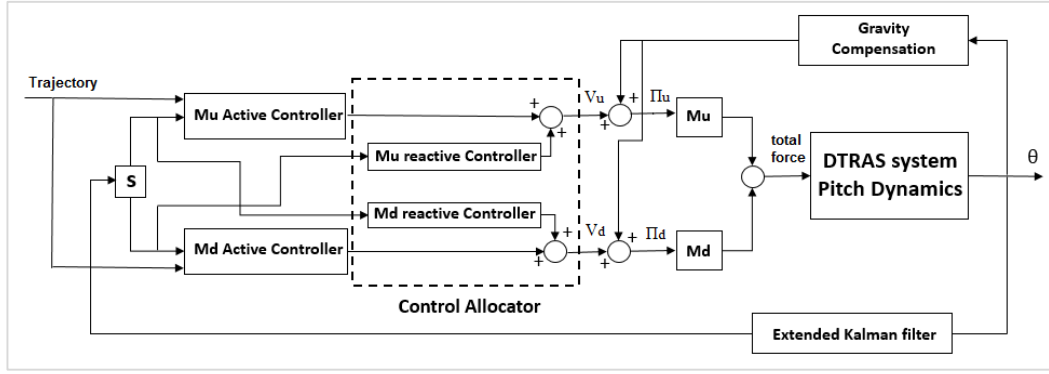 Gravity
Compensation
Trajectory
Mu Active Controller
+
+
Vu
+
+
Πu
Mu
Mu reactive Controller
total
force
DTRAS system
Pitch Dynamics
θ
S
Md reactive Controller
Md Active Controller
+
+
Vd
+
+
Πd
Md
Control Allocator
Extended Kalman filter